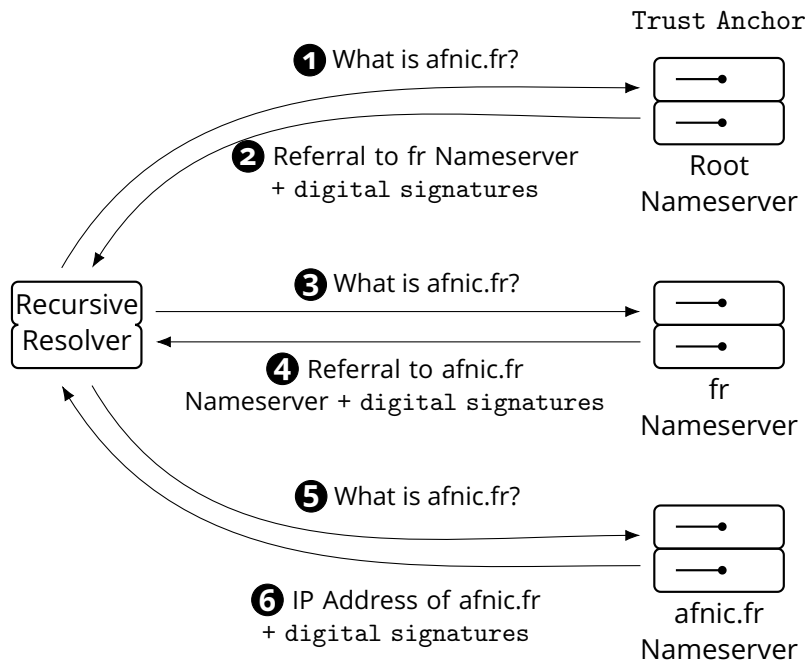 Trust Anchor
1 What is afnic.fr?
2 Referral to fr Nameserver
+ digital signatures
Root
Nameserver
Recursive
Resolver
3 What is afnic.fr?
4 Referral to afnic.fr
Nameserver + digital signatures
fr
Nameserver
5 What is afnic.fr?
6 IP Address of afnic.fr
+ digital signatures
afnic.fr
Nameserver